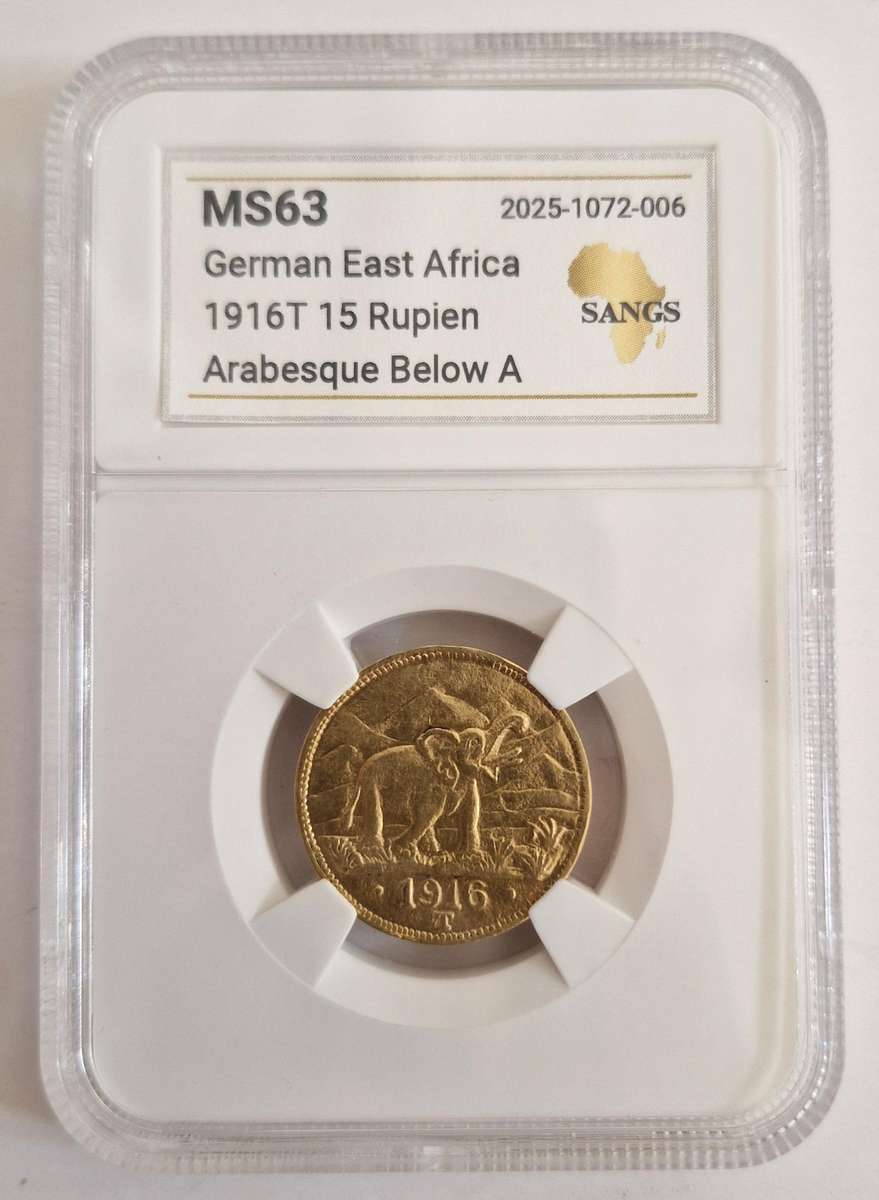 MS63 2025-1072-006
German East Africa
1916T 15 Rupien
Arabesque Below A
SANGS
· 1916 ·
T